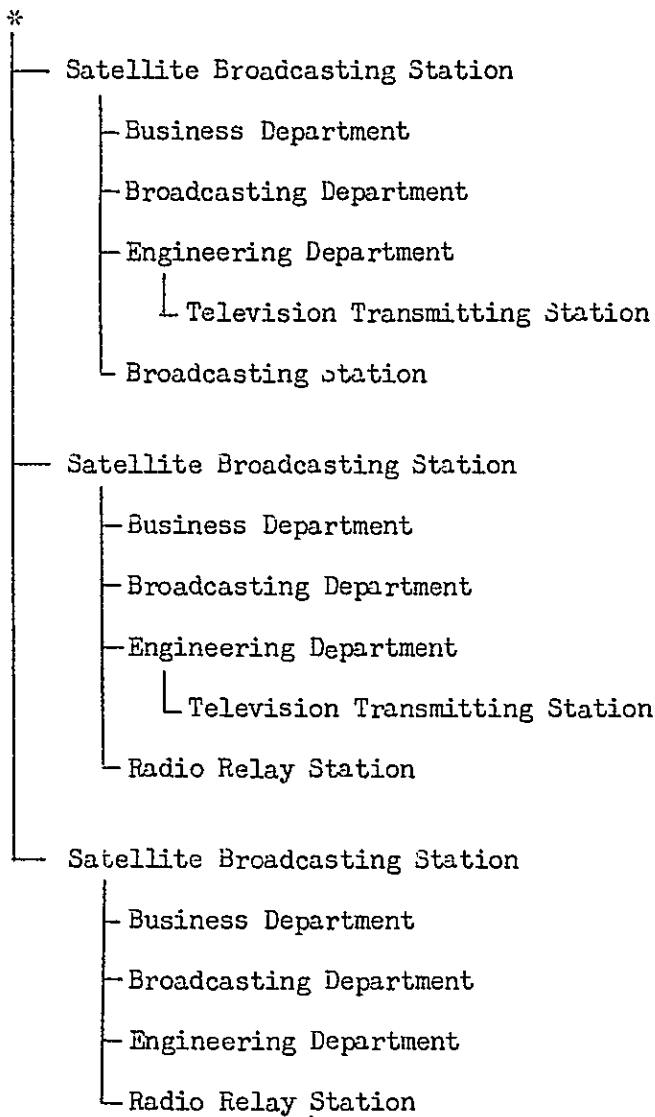 *
Satellite Broadcasting Station
Business Department
Broadcasting Department
Engineering Department
Television Transmitting Station
Broadcasting Station
Satellite Broadcasting Station
Business Department
Broadcasting Department
Engineering Department
Television Transmitting Station
Radio Relay Station
Satellite Broadcasting Station
Business Department
Broadcasting Department
Engineering Department
Radio Relay Station